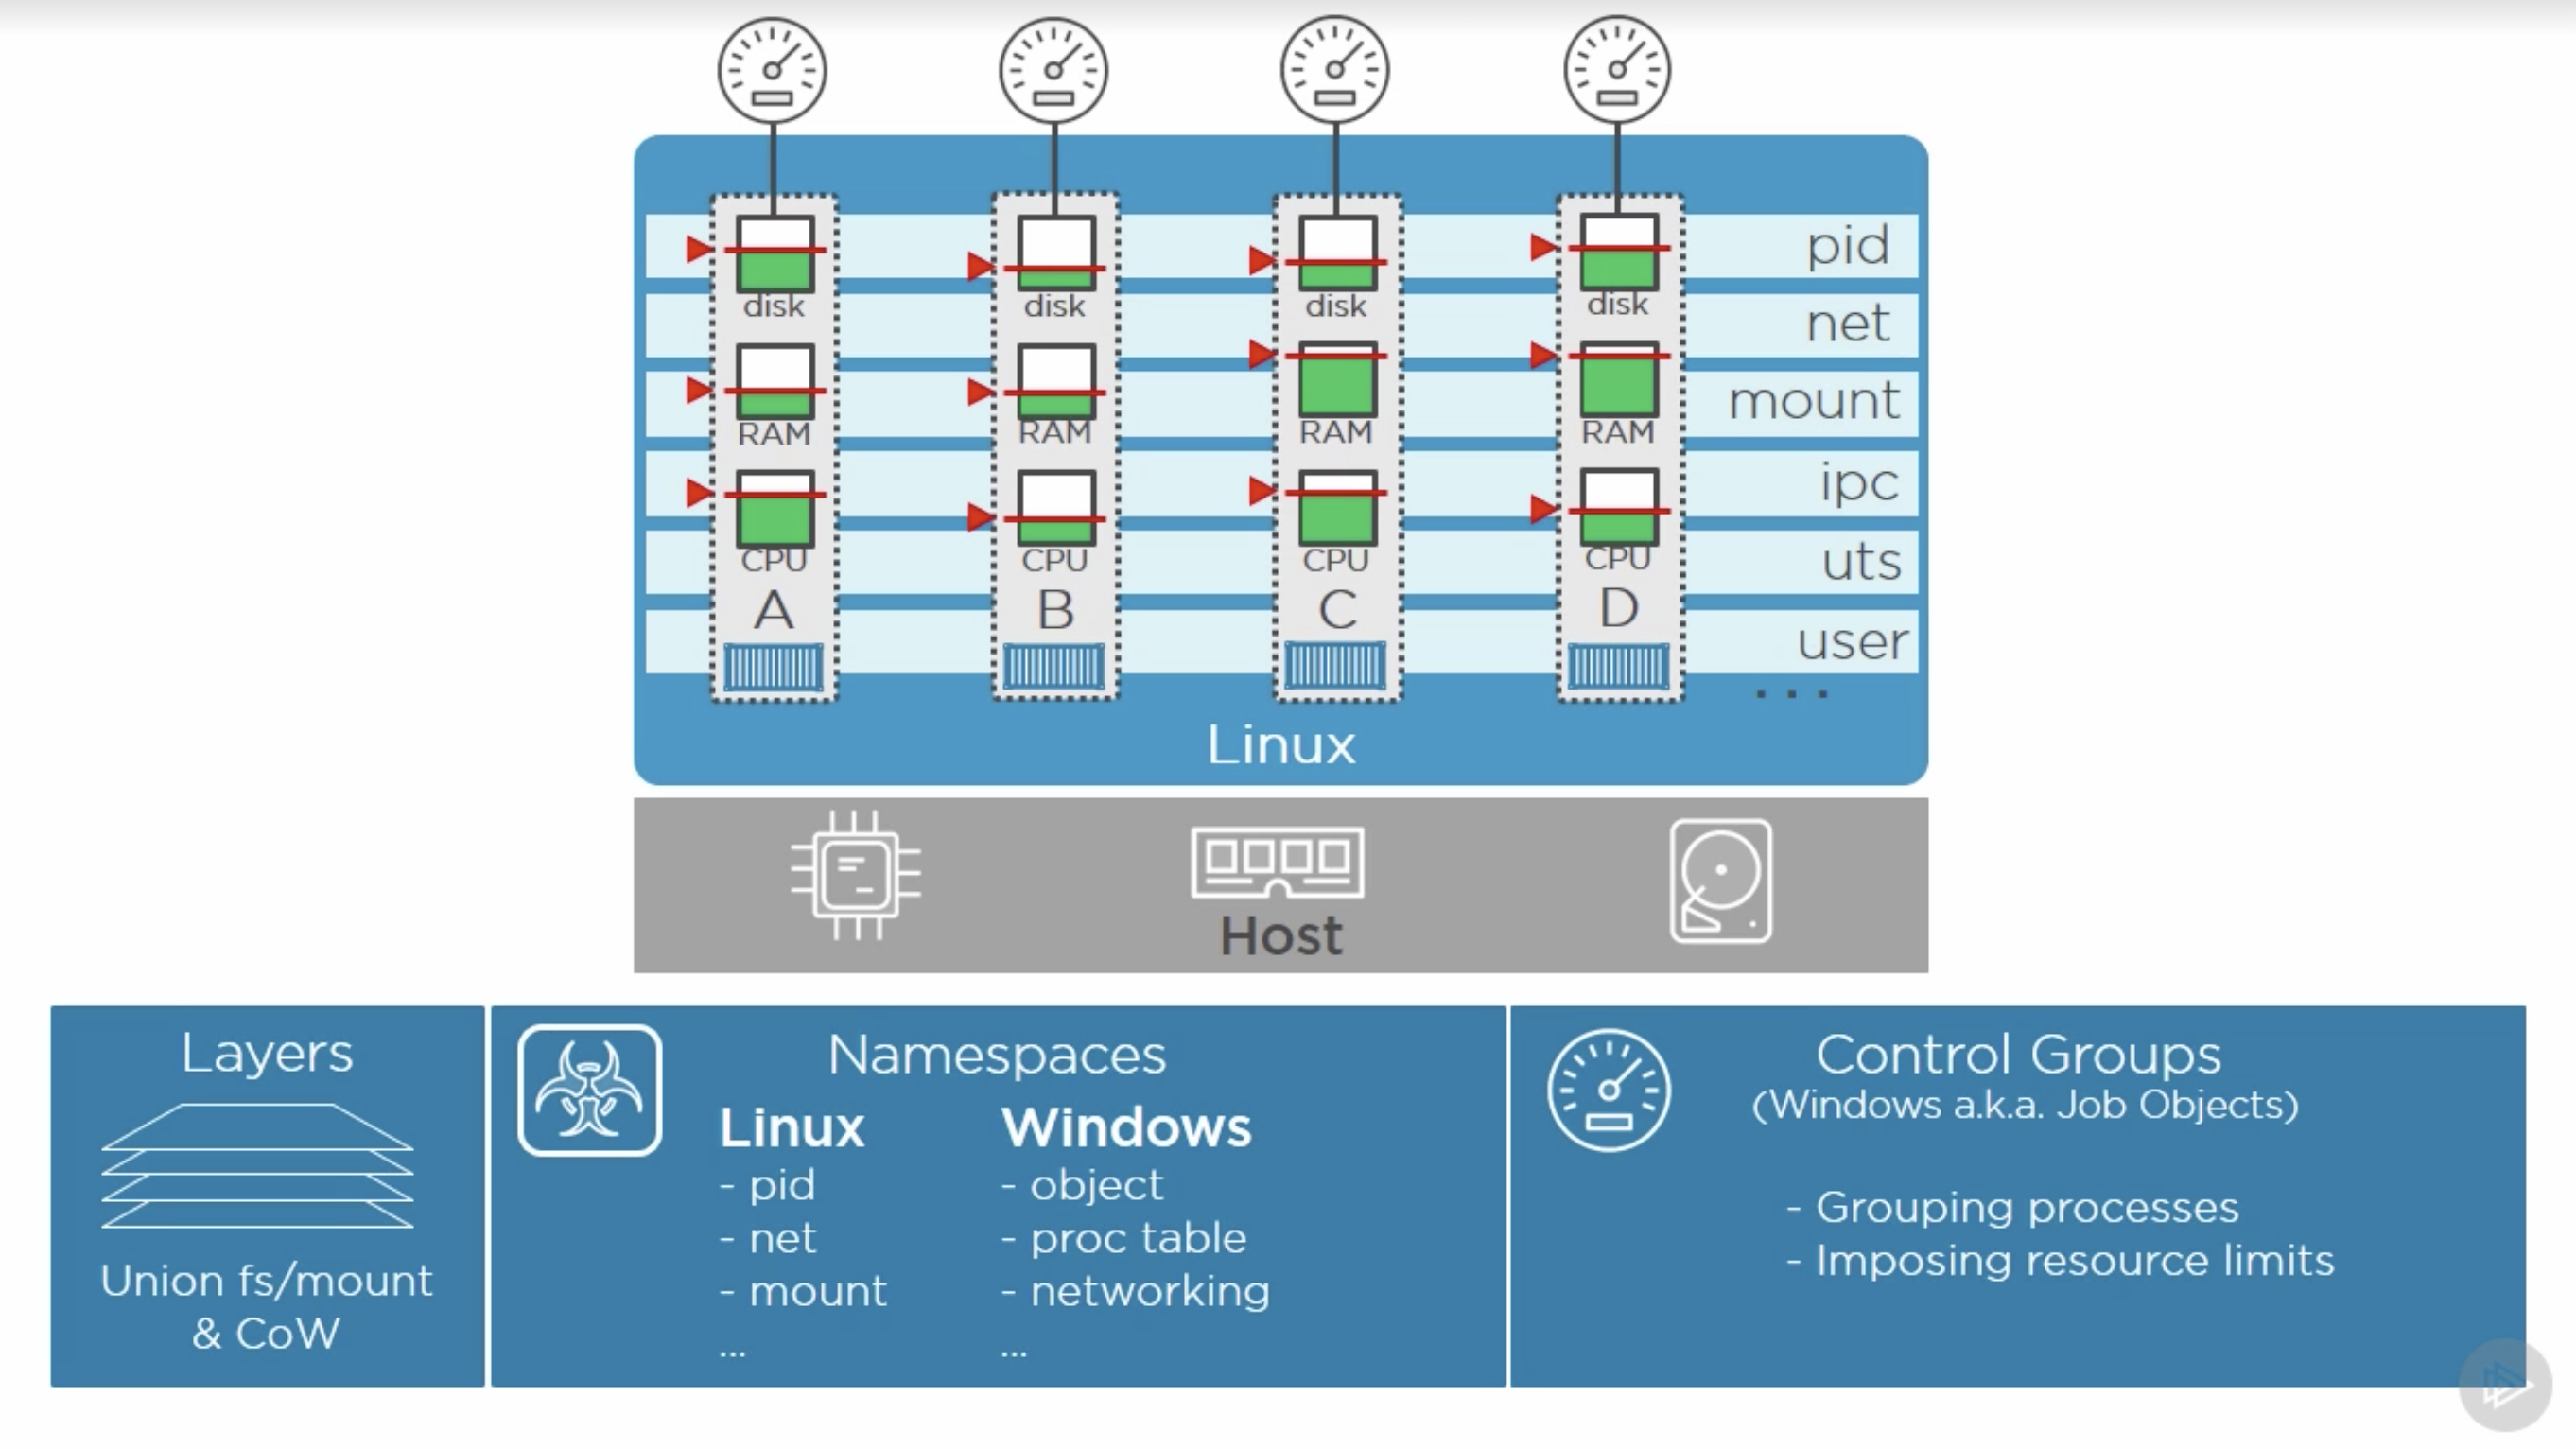 pid
disk
disk
disk
disk
net
mount
RAM
RAM
RAM
RAM
ipc
CPU
CPU
CPU
CPU
uts
A
B
C
D
user
...
Linux
Host
Layers
Union fs/mount
& CoW
Namespaces
Linux
- pid
- net
- mount
...
Windows
- object
- proc table
- networking
...
Control Groups
(Windows a.k.a. Job Objects)
- Grouping processes
- Imposing resource limits